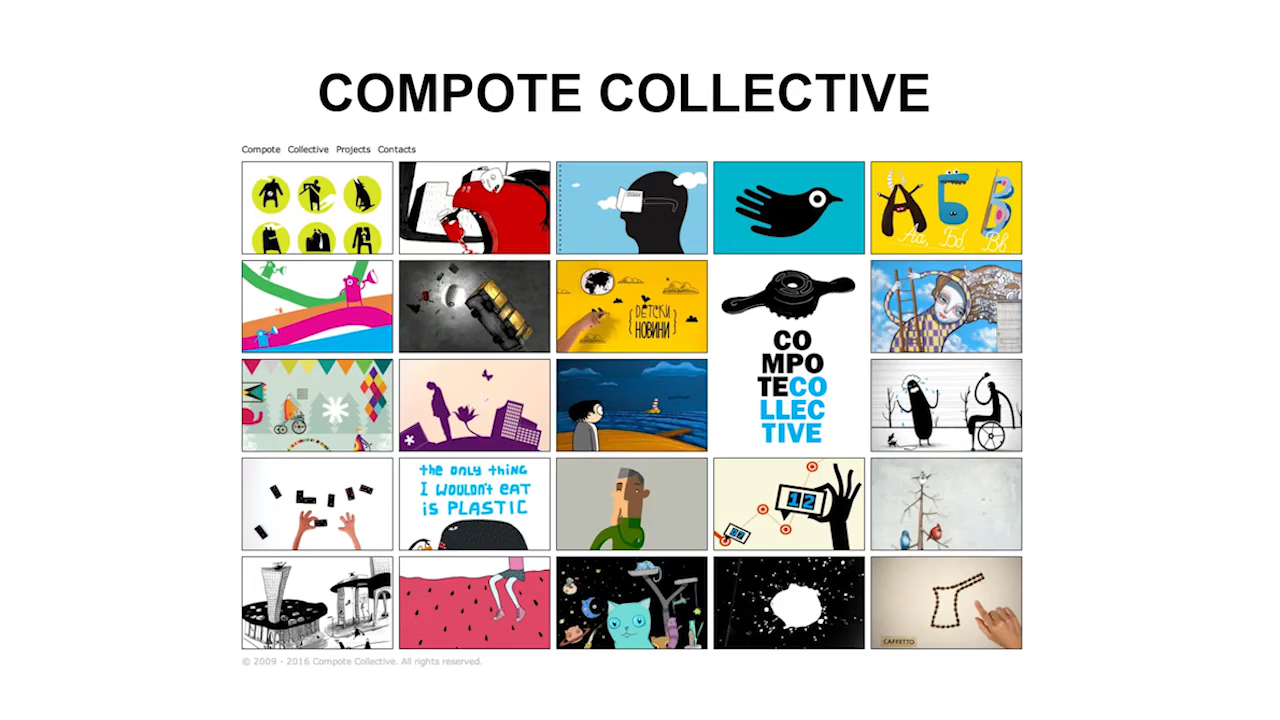 COMPOTE COLLECTIVE
Compote Collective Projects Contacts
Аа, Бб, Вв
ДЕТСКИ
НОВИНИ
CO
MPO
TECO
LLEC
TIVE
the only thing
I wouldn't eat
is PLASTIC
12
CAFFETTO
© 2009 - 2016 Compote Collective. All rights reserved.